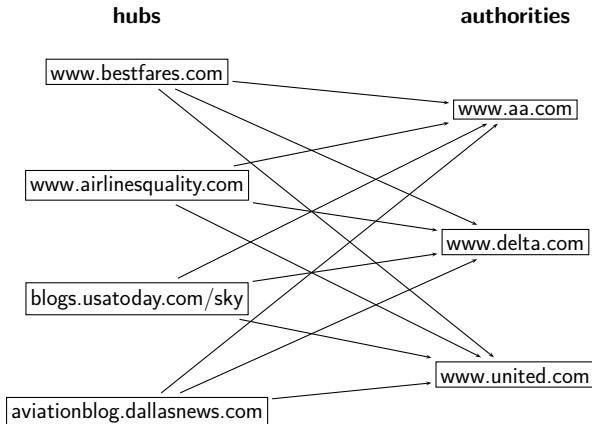 hubs
authorities
www.bestfares.com
www.aa.com
www.airlinesquality.com
www.delta.com
blogs.usatoday.com/sky
www.united.com
aviationblog.dallasnews.com